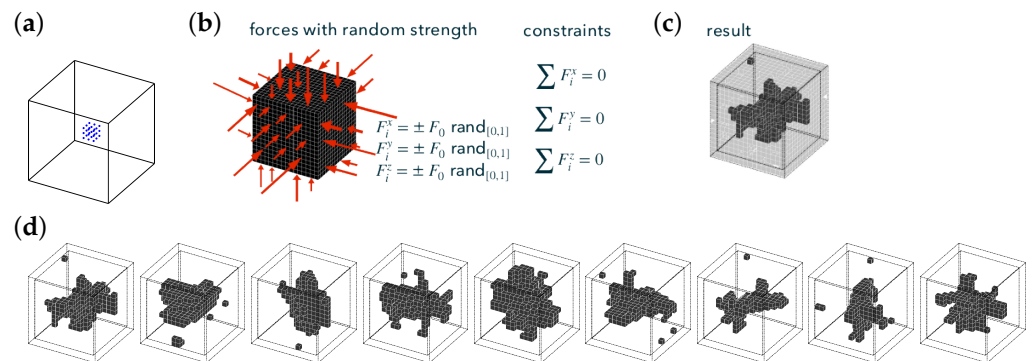 (a)
(b)
forces with random strength
constraints
(c)
result
∑ F_i^x = 0
∑ F_i^y = 0
∑ F_i^z = 0
F_i^x = ± F_0 rand_[0,1]
F_i^y = ± F_0 rand_[0,1]
F_i^z = ± F_0 rand_[0,1]
(d)